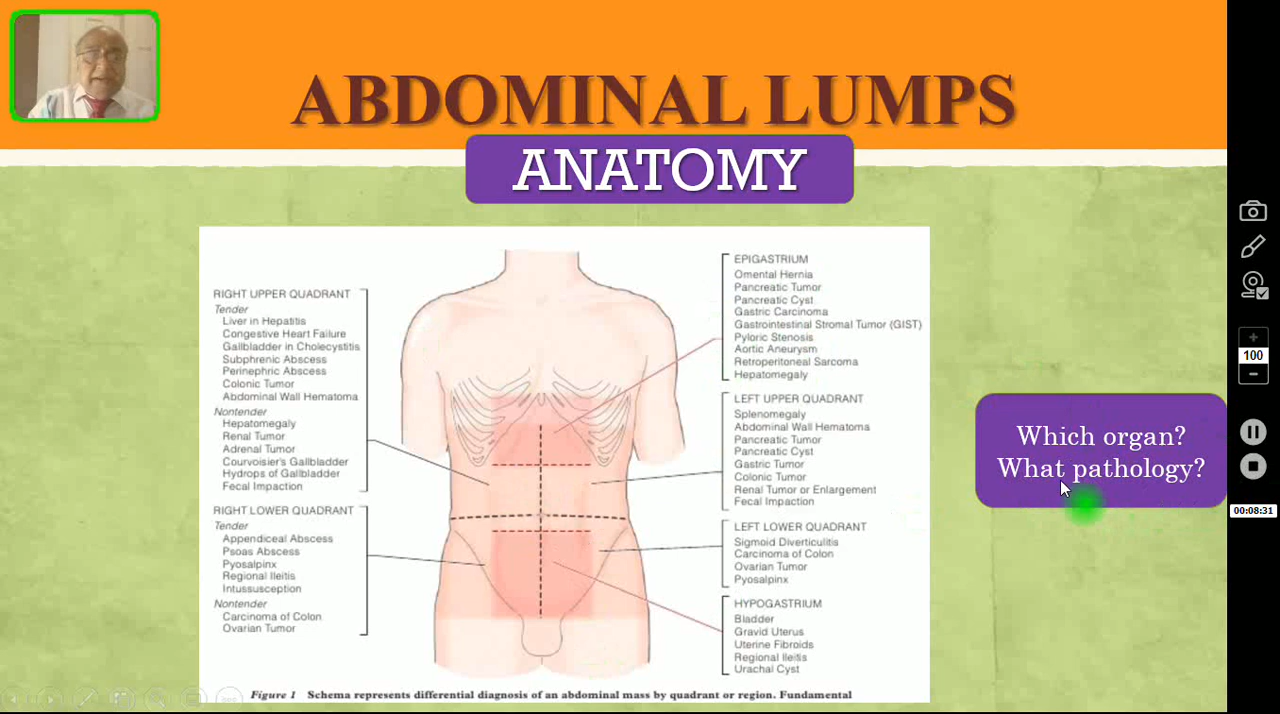 ABDOMINAL LUMPS
ANATOMY
RIGHT UPPER QUADRANT
Tender
Liver in Hepatitis
Congestive Heart Failure
Gallbladder in Cholecystitis
Subphrenic Abscess
Perinephric Abscess
Colonic Tumor
Abdominal Wall Hematoma
Nontender
Hepatomegaly
Renal Tumor
Adrenal Tumor
Courvoisier's Gallbladder
Hydrops of Gallbladder
Fecal Impaction
RIGHT LOWER QUADRANT
Tender
Appendiceal Abscess
Psoas Abscess
Pyosalpinx
Regional Ileitis
Intussusception
Nontender
Carcinoma of Colon
Ovarian Tumor
EPIGASTRIUM
Omental Hernia
Pancreatic Tumor
Pancreatic Cyst
Gastric Carcinoma
Gastrointestinal Stromal Tumor (GIST)
Pyloric Stenosis
Aortic Aneurysm
Retroperitoneal Sarcoma
Hepatomegaly
LEFT UPPER QUADRANT
Splenomegaly
Abdominal Wall Hematoma
Pancreatic Tumor
Pancreatic Cyst
Gastric Tumor
Colonic Tumor
Renal Tumor or Enlargement
Fecal Impaction
LEFT LOWER QUADRANT
Sigmoid Diverticulitis
Carcinoma of Colon
Ovarian Tumor
Pyosalpinx
HYPOGASTRIUM
Bladder
Gravid Uterus
Uterine Fibroids
Regional Ileitis
Urachal Cyst
Figure 1 Schema represents differential diagnosis of an abdominal mass by quadrant or region. Fundamental
Which organ?
What pathology?
100
00:08:31